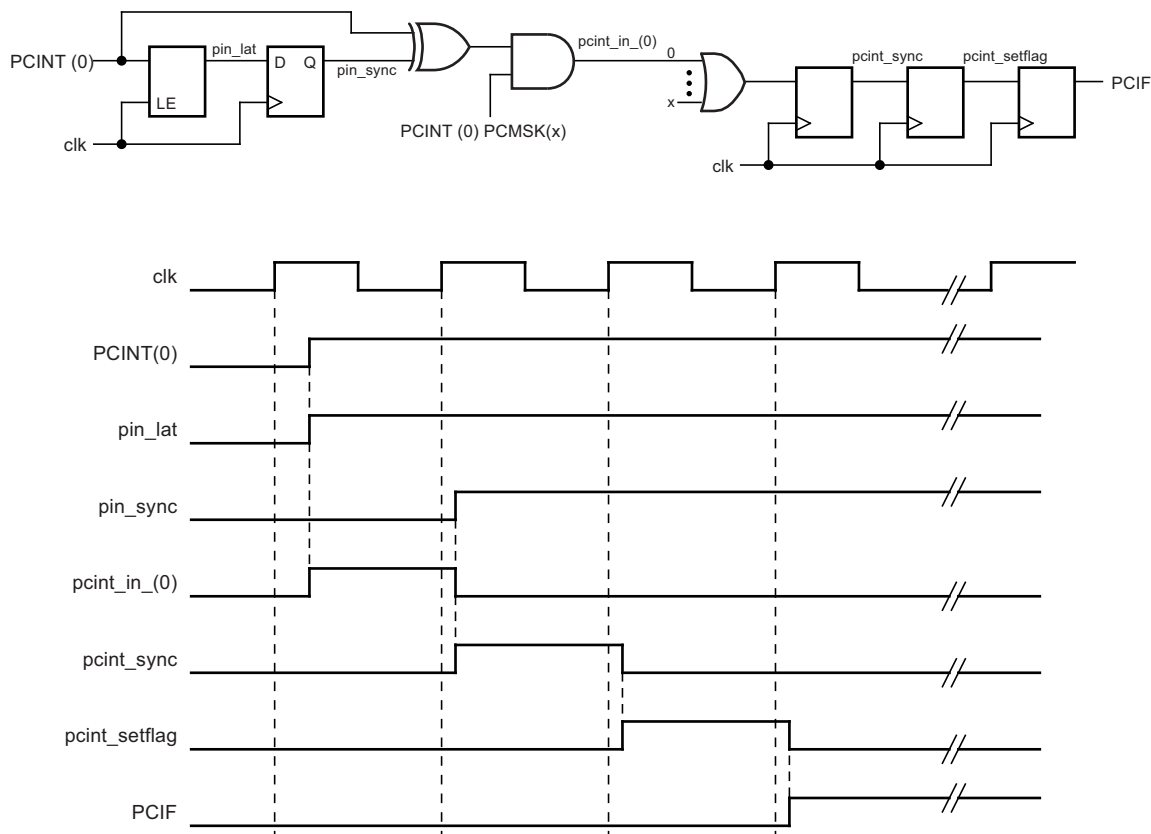 PCINT (0)
pin_lat
LE
clk
D Q
pin_sync
PCINT (0) PCMSK(x)
pcint_in_(0)
0
x
clk
pcint_sync
pcint_setflag
PCIF
clk
PCINT(0)
pin_lat
pin_sync
pcint_in_(0)
pcint_sync
pcint_setflag
PCIF